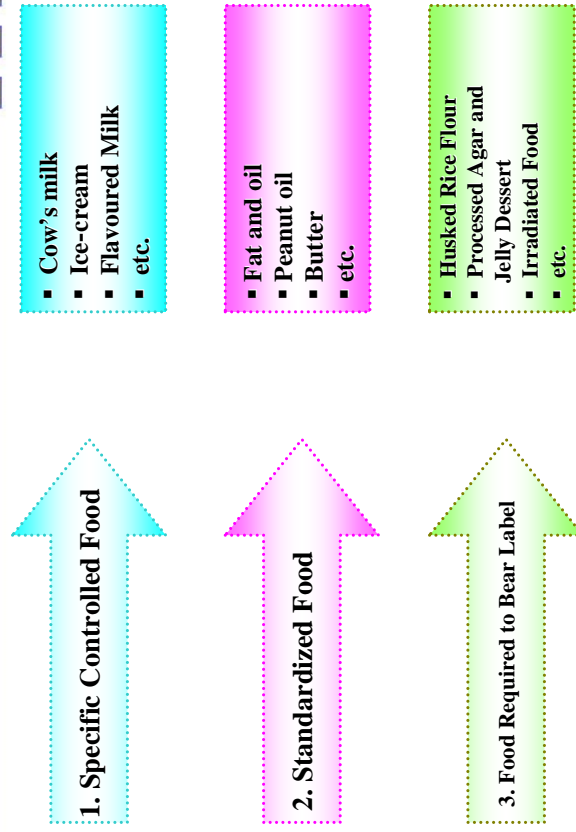 1. Specific Controlled Food
▪ Cow's milk
▪ Ice-cream
▪ Flavoured Milk
▪ etc.
2. Standardized Food
▪ Fat and oil
▪ Peanut oil
▪ Butter
▪ etc.
3. Food Required to Bear Label
▪ Husked Rice Flour
▪ Processed Agar and
Jelly Dessert
▪ Irradiated Food
▪ etc.